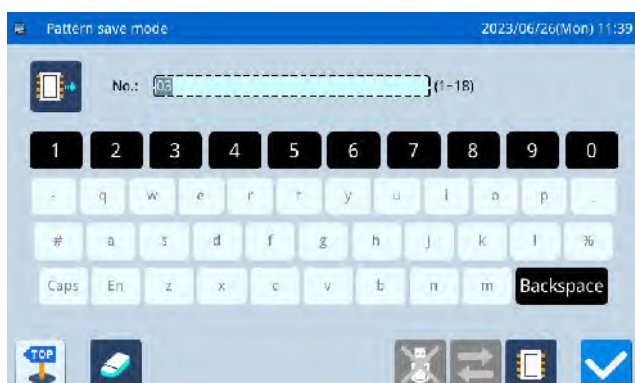 Pattern save mode 2023/06/26(Mon) 11:39
No.: 03 (1~18)
1 2 3 4 5 6 7 8 9 0
- q w e r t y u i o p _
# a s d f g h j k l %
Caps En z x c v b n m Backspace
TOP